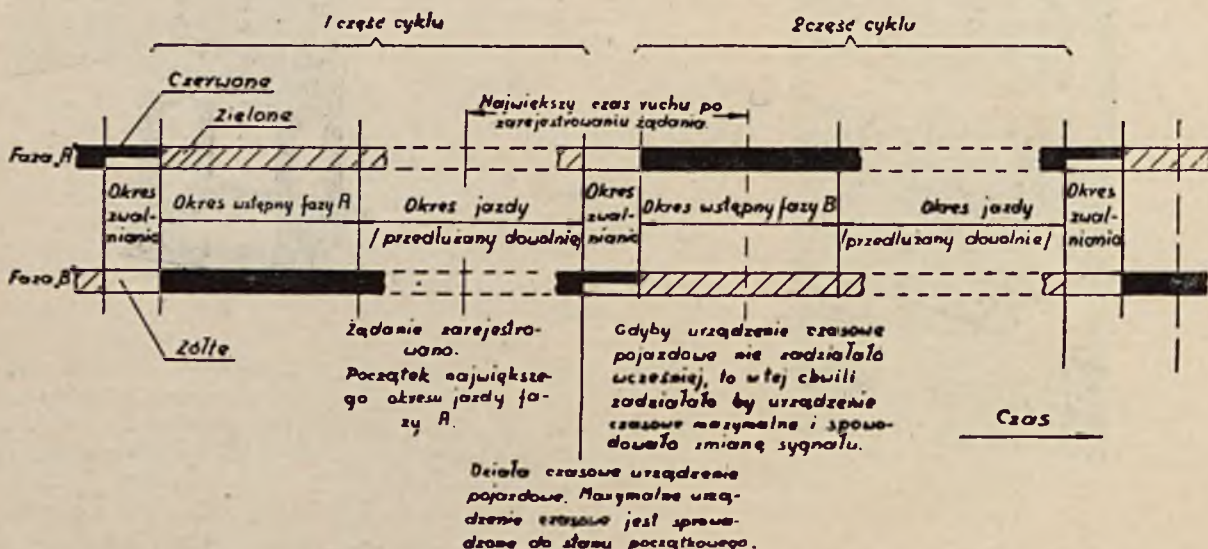 1 część cyklu
2 część cyklu
Czerwone
Zielone
Największy czas ruchu po
zarejestrowaniu żądania.
Faza „A"
Okres
zwal-
niania
Okres wstępny fazy A
Okres jazdy
/przedłużany dowolnie/
Okres
zwal-
niania
Okres wstępny fazy B
Okres jazdy
/przedłużany dowolnie/
Okres
zwal-
niania
Faza „B"
Żółte
Żądanie zarejestro-
wano.
Początek największe-
go okresu jazdy fa-
zy A.
Gdyby urządzenie czasowe
pojazdowe nie zadziałało
wcześniej, to w tej chwili
zadziałało by urządzenie
czasowe maxymalne i spowo-
dowało zmianę sygnału.
Czas
Działa czasowe urządzenie
pojazdowe. Maxymalne urzą-
dzenie czasowe jest sprowa-
dzone do stanu początkowego.